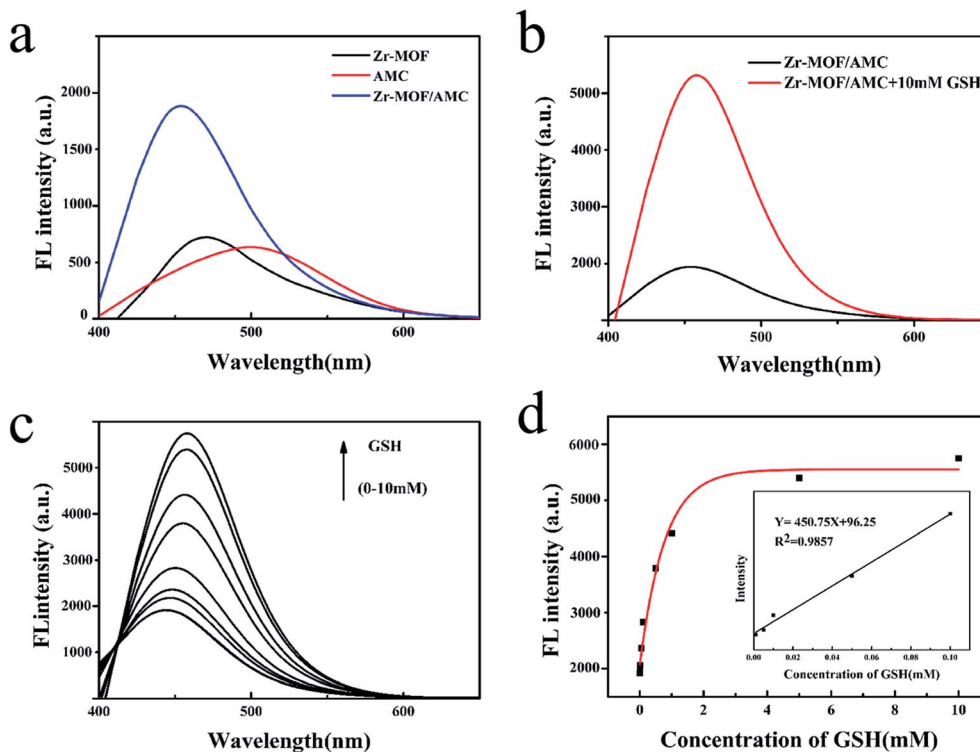 a
Zr-MOF
AMC
Zr-MOF/AMC
FL intensity (a.u.)
2000
1500
1000
500
0
400 500 600
Wavelength(nm)
b
Zr-MOF/AMC
Zr-MOF/AMC+10mM GSH
FL intensity (a.u.)
5000
4000
2000
400 500 600
Wavelength(nm)
c
GSH
(0-10mM)
FLintensity (a.u.)
5000
4000
3000
2000
1000
0
400 500 600
Wavelength(nm)
d
FL intensity (a.u.)
6000
5000
4000
3000
2000
0 2 4 6 8 10
Concentration of GSH(mM)
Y= 450.75X+96.25
R²=0.9857
Intensity
0.00 0.02 0.04 0.06 0.08 0.10
Concentration of GSH(mM)